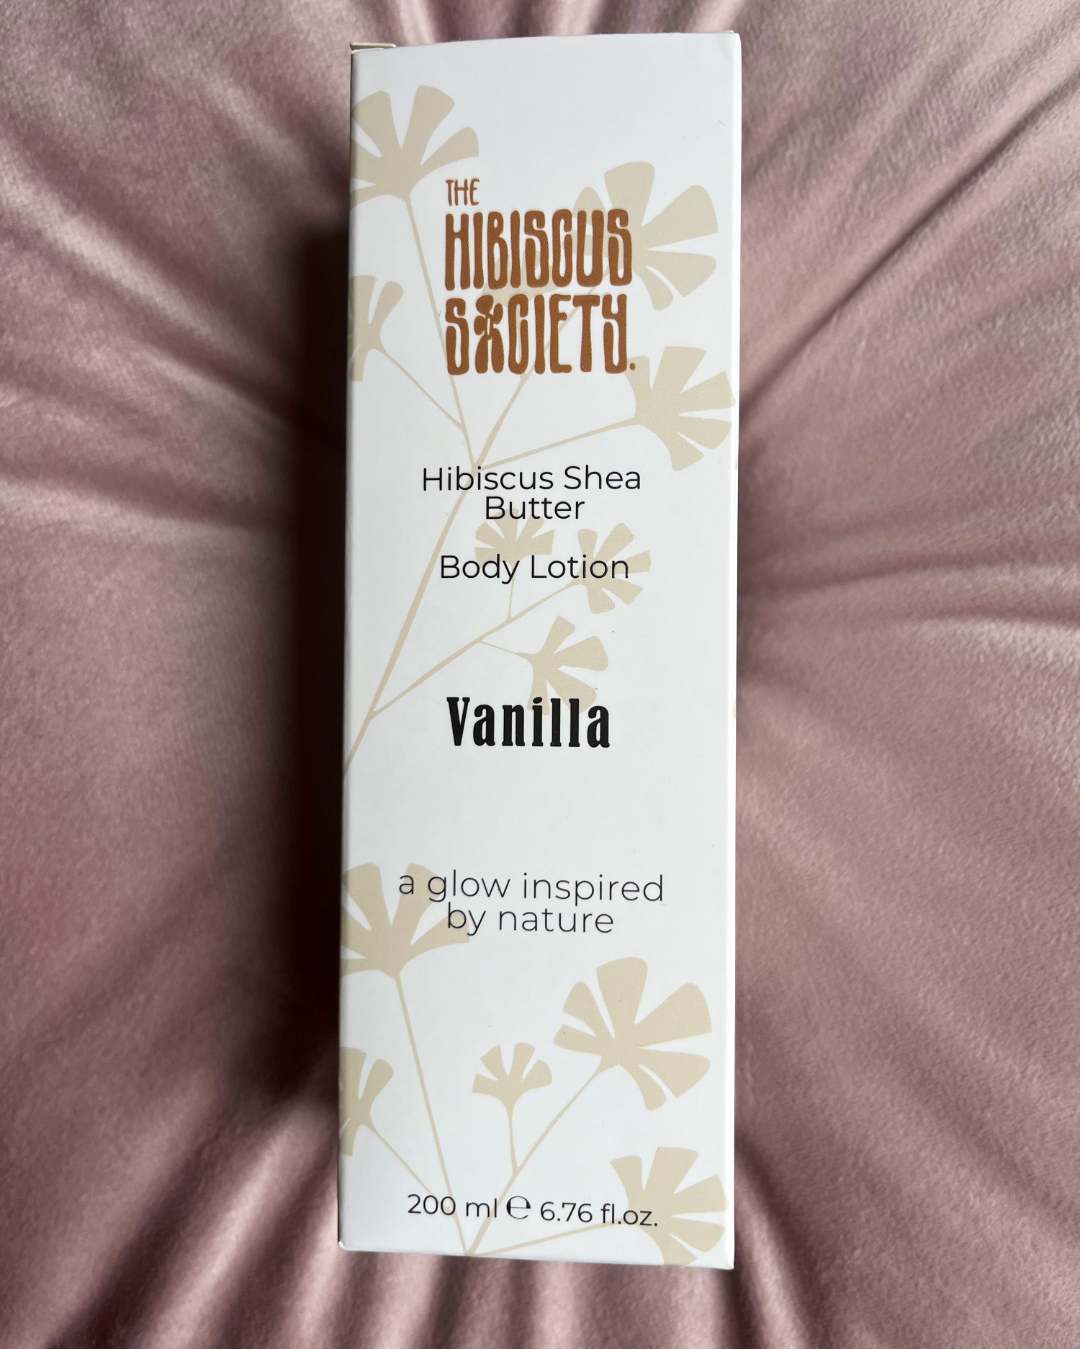 THE
HIBISCUS
SOCIETY.
Hibiscus Shea
Butter
Body Lotion
Vanilla
a glow inspired
by nature
200 ml ℮ 6.76 fl.oz.